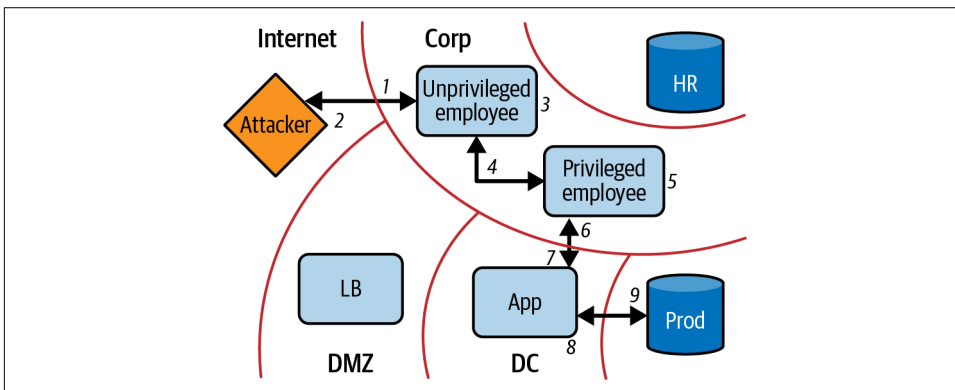 Internet
Corp
HR
1
Unprivileged
employee
3
Attacker
2
4
Privileged
employee
5
6
7
LB
App
9
Prod
8
DMZ
DC